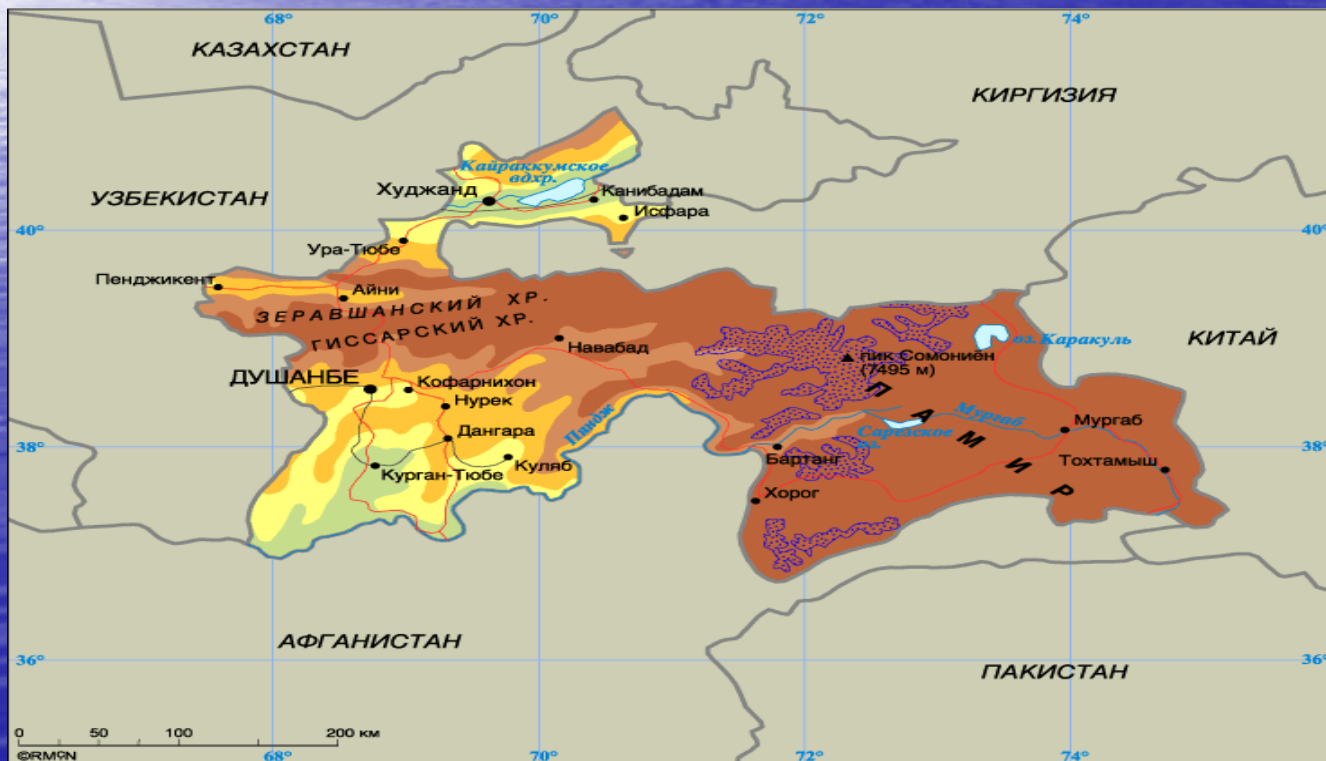 68°
70°
72°
74°
КАЗАХСТАН
КИРГИЗИЯ
Кайраккумское
вдхр.
Худжанд
Канибадам
УЗБЕКИСТАН
Исфара
40°
40°
Ура-Тюбе
Пенджикент
Айни
ЗЕРАВШАНСКИЙ ХР.
ГИССАРСКИЙ ХР.
Навабад
оз. Каракуль
КИТАЙ
пик Сомониён
(7495 м)
ДУШАНБЕ
Кофарнихон
Нурек
ПАМИР
Пяндж
Мургаб
Мургаб
Сарезское
оз.
Дангара
38°
38°
Бартанг
Куляб
Курган-Тюбе
Тохтамыш
Хорог
АФГАНИСТАН
36°
36°
ПАКИСТАН
0 50 100 200 км
©RMCN
68°
70°
72°
74°